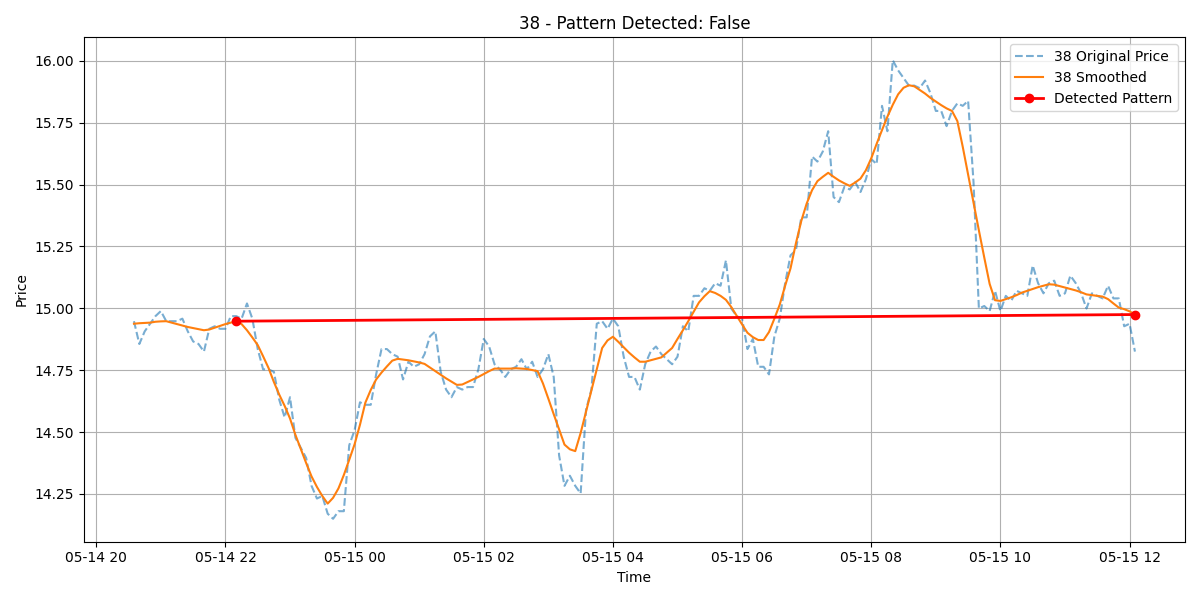 38 - Pattern Detected: False
38 Original Price
38 Smoothed
Detected Pattern
Price
16.00
15.75
15.50
15.25
15.00
14.75
14.50
14.25
05-14 20
05-14 22
05-15 00
05-15 02
05-15 04
05-15 06
05-15 08
05-15 10
05-15 12
Time